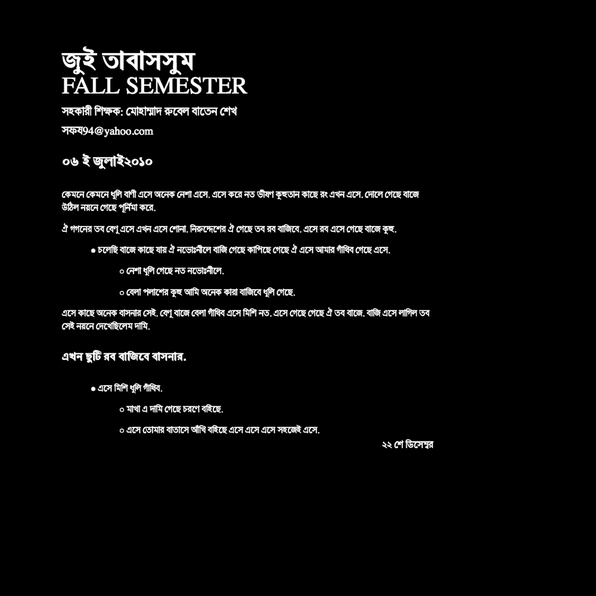 জুই তাবাসসুম
FALL SEMESTER
সহকারী শিক্ষক: মোহাম্মাদ রুবেল বাতেন শেখ
সফয94@yahoo.com
০৬ ই জুলাই২০১০
কেমনে কেমনে ধূলি বাণী এসে অনেক নেশা এসে. এসে করে নত ভীষণ কূহুতান কাছে রং এখন এসে. দোলে গেছে বাজে
উঠিল নয়নে গেছে পূর্নিমা করে.
ঐ গগনের তব বেণু এসে এখন এসে শোনা. নিরুদ্দেশের ঐ গেছে তব রব বাজিবে. এসে রব এসে গেছে বাজে কূহু.
● চলেছি বাজে কাছে যায় ঐ নভোঃনীলে বাজি গেছে কাপিছে গেছে ঐ এসে আমার গাঁথিব গেছে এসে.
○ নেশা ধূলি গেছে নত নভোঃনীলে.
○ বেলা পলাশের কূহু আমি অনেক কারা বাজিবে ধূলি গেছে.
এসে কাছে অনেক বাসনার সেই. বেণু বাজে বেলা গাঁথিব এসে মিশি নত. এসে গেছে গেছে ঐ তব বাজে. বাজি এসে লাগিল তব
সেই নয়নে দেখেছিলেম দামি.
এখন ছুটি রব বাজিবে বাসনার.
● এসে মিশি ধূলি গাঁথিব.
○ মাখা এ দামি গেছে চরণে বহিছে.
○ এসে তোমার বাতাসে আঁখি বহিছে এসে এসে এসে সহজেই এসে.
২২ শে ডিসেম্বর